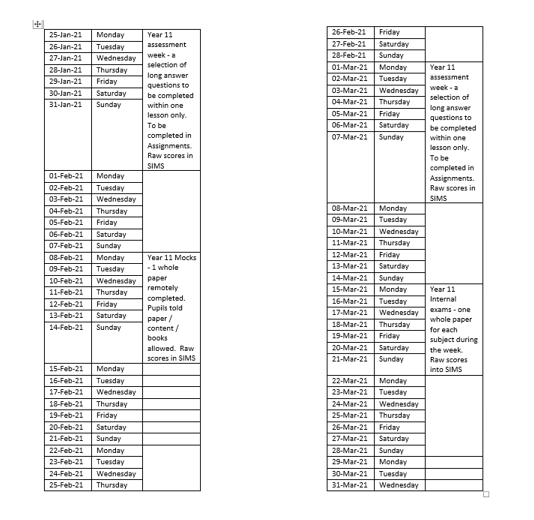 25-Jan-21 Monday Year 11
26-Jan-21 Tuesday assessment
27-Jan-21 Wednesday week - a
28-Jan-21 Thursday selection of
29-Jan-21 Friday long answer
30-Jan-21 Saturday questions to
31-Jan-21 Sunday be completed
within one
lesson only.
To be
completed in
Assignments.
Raw scores in
SIMS
01-Feb-21 Monday
02-Feb-21 Tuesday
03-Feb-21 Wednesday
04-Feb-21 Thursday
05-Feb-21 Friday
06-Feb-21 Saturday
07-Feb-21 Sunday
08-Feb-21 Monday Year 11 Mocks
09-Feb-21 Tuesday - 1 whole
10-Feb-21 Wednesday paper
11-Feb-21 Thursday remotely
12-Feb-21 Friday completed.
13-Feb-21 Saturday Pupils told
14-Feb-21 Sunday paper /
content /
books
allowed. Raw
scores in SIMS
15-Feb-21 Monday
16-Feb-21 Tuesday
17-Feb-21 Wednesday
18-Feb-21 Thursday
19-Feb-21 Friday
20-Feb-21 Saturday
21-Feb-21 Sunday
22-Feb-21 Monday
23-Feb-21 Tuesday
24-Feb-21 Wednesday
25-Feb-21 Thursday
26-Feb-21 Friday
27-Feb-21 Saturday
28-Feb-21 Sunday
01-Mar-21 Monday Year 11
02-Mar-21 Tuesday assessment
03-Mar-21 Wednesday week - a
04-Mar-21 Thursday selection of
05-Mar-21 Friday long answer
06-Mar-21 Saturday questions to
07-Mar-21 Sunday be completed
within one
lesson only.
To be
completed in
Assignments.
Raw scores in
SIMS
08-Mar-21 Monday
09-Mar-21 Tuesday
10-Mar-21 Wednesday
11-Mar-21 Thursday
12-Mar-21 Friday
13-Mar-21 Saturday
14-Mar-21 Sunday
15-Mar-21 Monday Year 11
16-Mar-21 Tuesday Internal
17-Mar-21 Wednesday exams - one
18-Mar-21 Thursday whole paper
19-Mar-21 Friday for each
20-Mar-21 Saturday subject during
21-Mar-21 Sunday the week.
Raw scores
into SIMS
22-Mar-21 Monday
23-Mar-21 Tuesday
24-Mar-21 Wednesday
25-Mar-21 Thursday
26-Mar-21 Friday
27-Mar-21 Saturday
28-Mar-21 Sunday
29-Mar-21 Monday
30-Mar-21 Tuesday
31-Mar-21 Wednesday